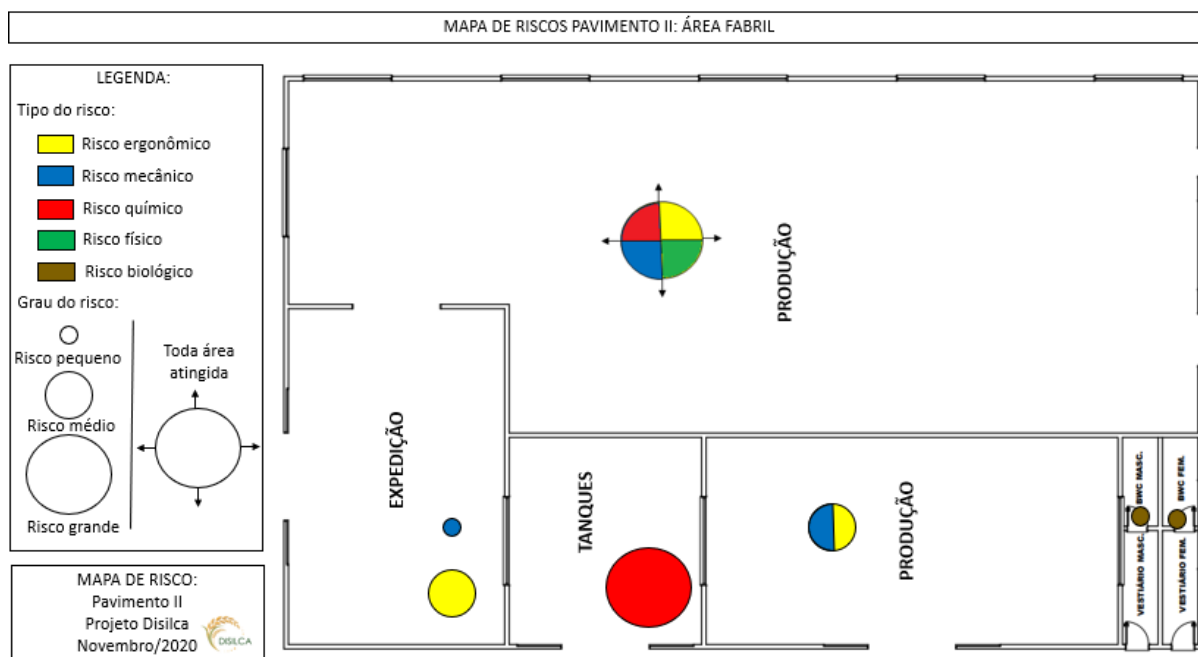 MAPA DE RISCOS PAVIMENTO II: ÁREA FABRIL
LEGENDA:
Tipo do risco:
Risco ergonômico
Risco mecânico
Risco químico
Risco físico
Risco biológico
Grau do risco:
Risco pequeno
Risco médio
Risco grande
Toda área
atingida
MAPA DE RISCO:
Pavimento II
Projeto Disilca
Novembro/2020
DISILCA
PRODUÇÃO
EXPEDIÇÃO
TANQUES
PRODUÇÃO
BWC MASC.
BWC FEM.
VESTIÁRIO MASC.
VESTIÁRIO FEM.